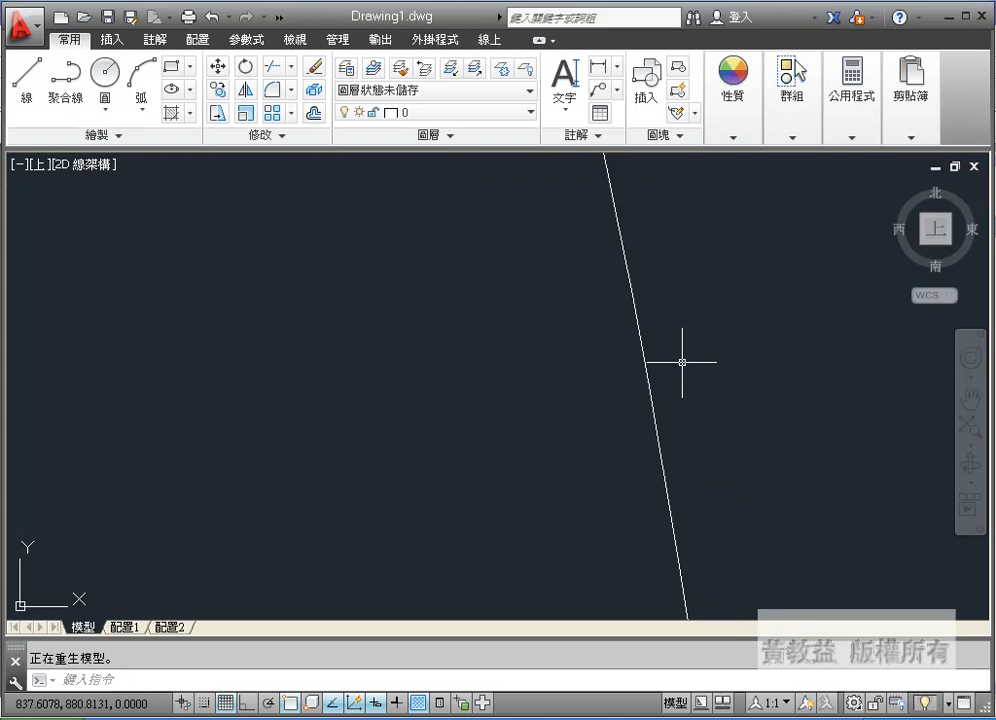 Drawing1.dwg
鍵入關鍵字或詞組
登入
常用 插入 註解 配置 參數式 檢視 管理 輸出 外掛程式 線上
圖層狀態未儲存
0
線 聚合線 圓 弧 文字 插入 性質 群組 公用程式 剪貼簿
繪製 修改 圖層 註解 圖塊
[−][上][2D 線架構]
北
西 上 東
南
WCS
Y
X
模型 配置1 配置2
黃教益 版權所有
正在重生模型。
鍵入指令
837.6078, 880.8131, 0.0000
模型
1:1